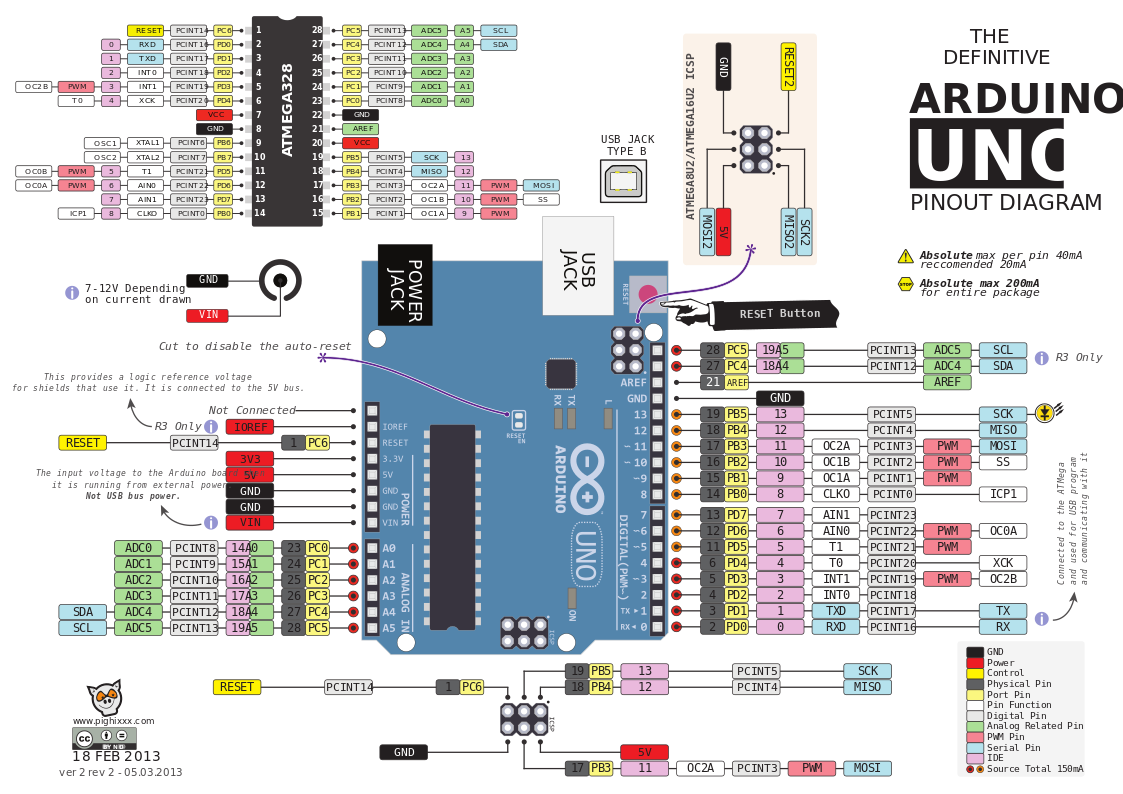 THE
DEFINITIVE
ARDUINO
UNO
PINOUT DIAGRAM
Absolute max per pin 40mA
reccomended 20mA
Absolute max 200mA
for entire package
ATMEGA328
RESET PCINT14 PC6 1
0 RXD PCINT16 PD0 2
1 TXD PCINT17 PD1 3
2 INT0 PCINT18 PD2 4
OC2B PWM 3 INT1 PCINT19 PD3 5
T0 4 XCK PCINT20 PD4 6
VCC 7
GND 8
OSC1 XTAL1 PCINT6 PB6 9
OSC2 XTAL2 PCINT7 PB7 10
OC0B PWM 5 T1 PCINT21 PD5 11
OC0A PWM 6 AIN0 PCINT22 PD6 12
7 AIN1 PCINT23 PD7 13
ICP1 8 CLKO PCINT0 PB0 14
28 PC5 PCINT13 ADC5 A5 SCL
27 PC4 PCINT12 ADC4 A4 SDA
26 PC3 PCINT11 ADC3 A3
25 PC2 PCINT10 ADC2 A2
24 PC1 PCINT9 ADC1 A1
23 PC0 PCINT8 ADC0 A0
22 GND
21 AREF
20 VCC
19 PB5 PCINT5 SCK 13
18 PB4 PCINT4 MISO 12
17 PB3 PCINT3 OC2A 11 PWM MOSI
16 PB2 PCINT2 OC1B 10 PWM SS
15 PB1 PCINT1 OC1A 9 PWM
USB JACK
TYPE B
ATMEGA8U2/ATMEGA16U2 ICSP
GND
RESET2
MOSI2
5V
MISO2
SCK2
7-12V Depending
on current drawn
GND
VIN
POWER
JACK
USB
JACK
RESET
RESET Button
Cut to disable the auto-reset
This provides a logic reference voltage
for shields that use it. It is connected to the 5V bus.
Not Connected
R3 Only IOREF
RESET PCINT14 1 PC6
3V3
5V
GND
GND
VIN
The input voltage to the Arduino board when
it is running from external power.
Not USB bus power.
ADC0 PCINT8 14 A0 23 PC0
ADC1 PCINT9 15 A1 24 PC1
ADC2 PCINT10 16 A2 25 PC2
ADC3 PCINT11 17 A3 26 PC3
SDA ADC4 PCINT12 18 A4 27 PC4
SCL ADC5 PCINT13 19 A5 28 PC5
IOREF
RESET
3.3V
5V
GND
GND
VIN
POWER
A0
A1
A2
A3
A4
A5
ANALOG IN
RESET
EN
RX
TX
L
ARDUINO
UNO
ON
ICSP
AREF
GND
13
12
~ 11
~ 10
~9
8
7
~6
~5
4
~3
2
TX ▸ 1
RX ◂ 0
DIGITAL(PWM~)
28 PC5 19 A5 PCINT13 ADC5 SCL
R3 Only
27 PC4 18 A4 PCINT12 ADC4 SDA
21 AREF AREF
GND
19 PB5 13 PCINT5 SCK
18 PB4 12 PCINT4 MISO
17 PB3 11 OC2A PCINT3 PWM MOSI
16 PB2 10 OC1B PCINT2 PWM SS
15 PB1 9 OC1A PCINT1 PWM
14 PB0 8 CLKO PCINT0 ICP1
13 PD7 7 AIN1 PCINT23
12 PD6 6 AIN0 PCINT22 PWM OC0A
11 PD5 5 T1 PCINT21 PWM
6 PD4 4 T0 PCINT20 XCK
5 PD3 3 INT1 PCINT19 PWM OC2B
4 PD2 2 INT0 PCINT18
3 PD1 1 TXD PCINT17 TX
2 PD0 0 RXD PCINT16 RX
Connected to the ATMega
and used for USB program
and communicating with it
RESET PCINT14 1 PC6
GND
ICSP
19 PB5 13 PCINT5 SCK
18 PB4 12 PCINT4 MISO
5V
17 PB3 11 OC2A PCINT3 PWM MOSI
www.pighixxx.com
cc
BY ND
18 FEB 2013
ver 2 rev 2 - 05.03.2013
GND
Power
Control
Physical Pin
Port Pin
Pin Function
Digital Pin
Analog Related Pin
PWM Pin
Serial Pin
IDE
Source Total 150mA